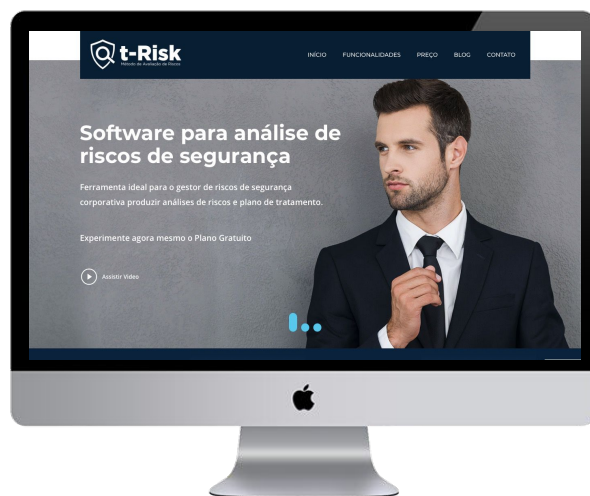 t-Risk
Método de Avaliação de Riscos
INÍCIO FUNCIONALIDADES PREÇO BLOG CONTATO
Software para análise de
riscos de segurança
Ferramenta ideal para o gestor de riscos de segurança
corporativa produzir análises de riscos e plano de tratamento.
Experimente agora mesmo o Plano Gratuito
Assistir Vídeo